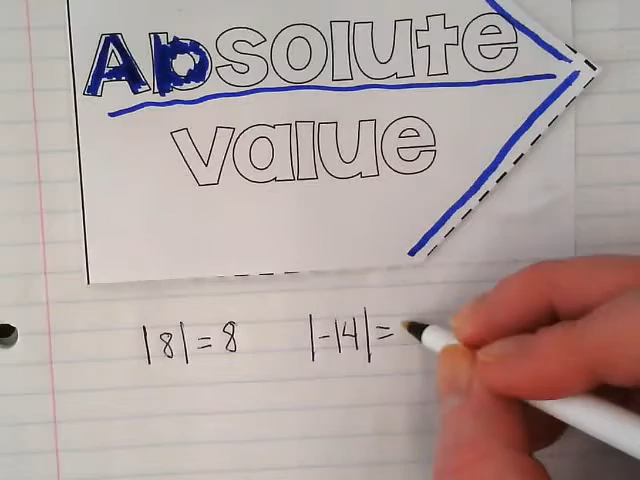 Absolute
value
|8| = 8 |-14| =